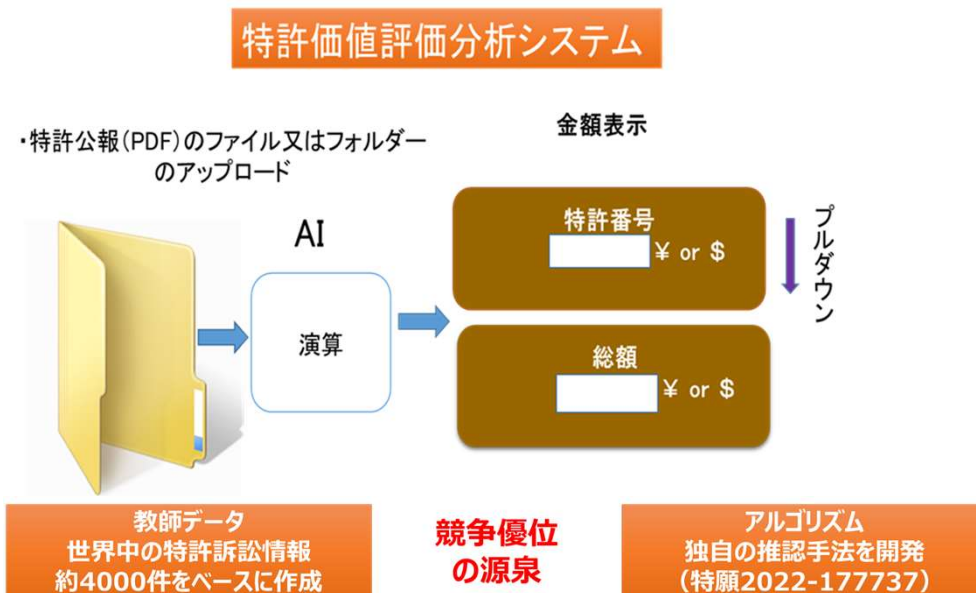 特許価値評価分析システム
・特許公報(PDF)のファイル又はフォルダー
のアップロード
金額表示
AI
演算
特許番号
¥ or $
プルダウン
総額
¥ or $
教師データ
世界中の特許訴訟情報
約4000件をベースに作成
競争優位
の源泉
アルゴリズム
独自の推認手法を開発
(特願2022-177737)